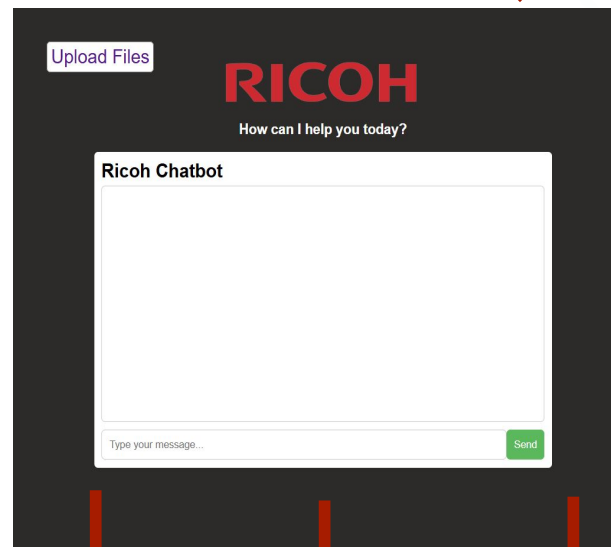 Upload Files
RICOH
How can I help you today?
Ricoh Chatbot
Type your message...
Send